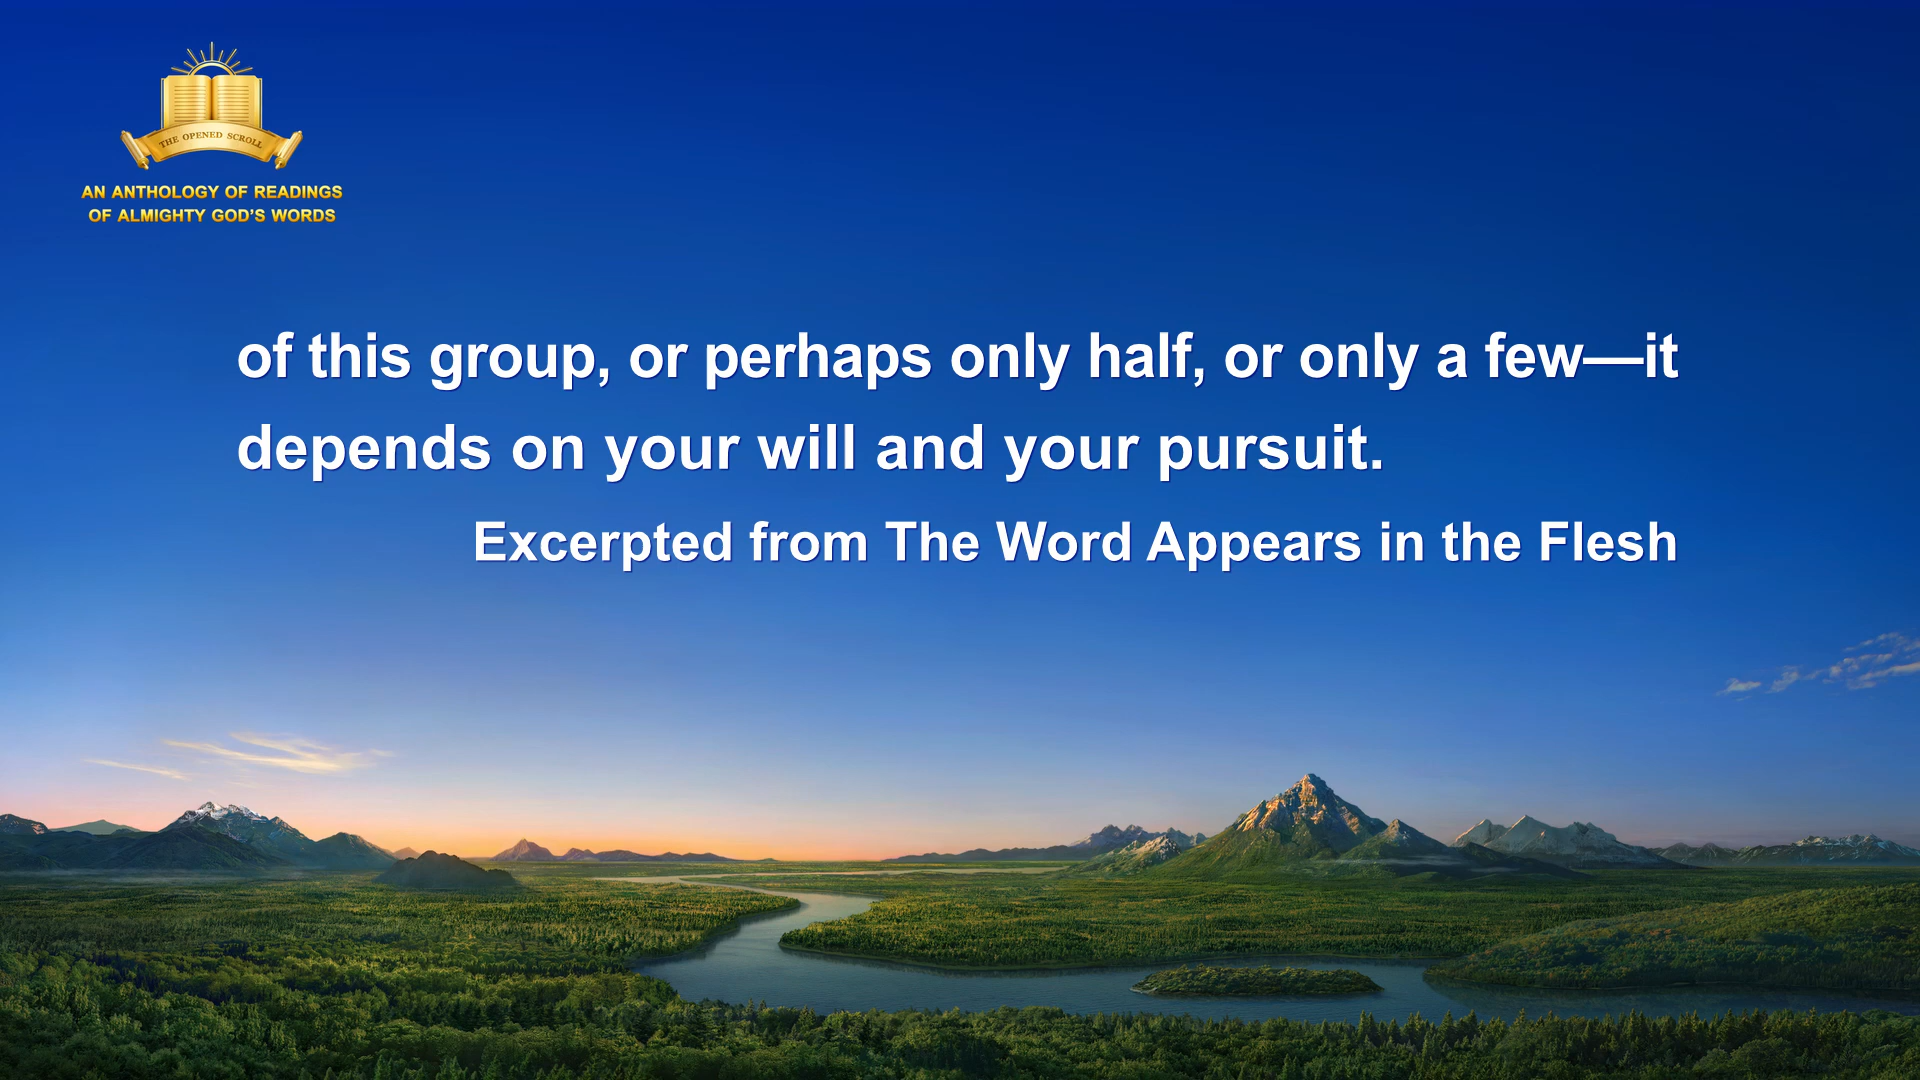 THE OPENED SCROLL
AN ANTHOLOGY OF READINGS
OF ALMIGHTY GOD'S WORDS
of this group, or perhaps only half, or only a few—it
depends on your will and your pursuit.
Excerpted from The Word Appears in the Flesh